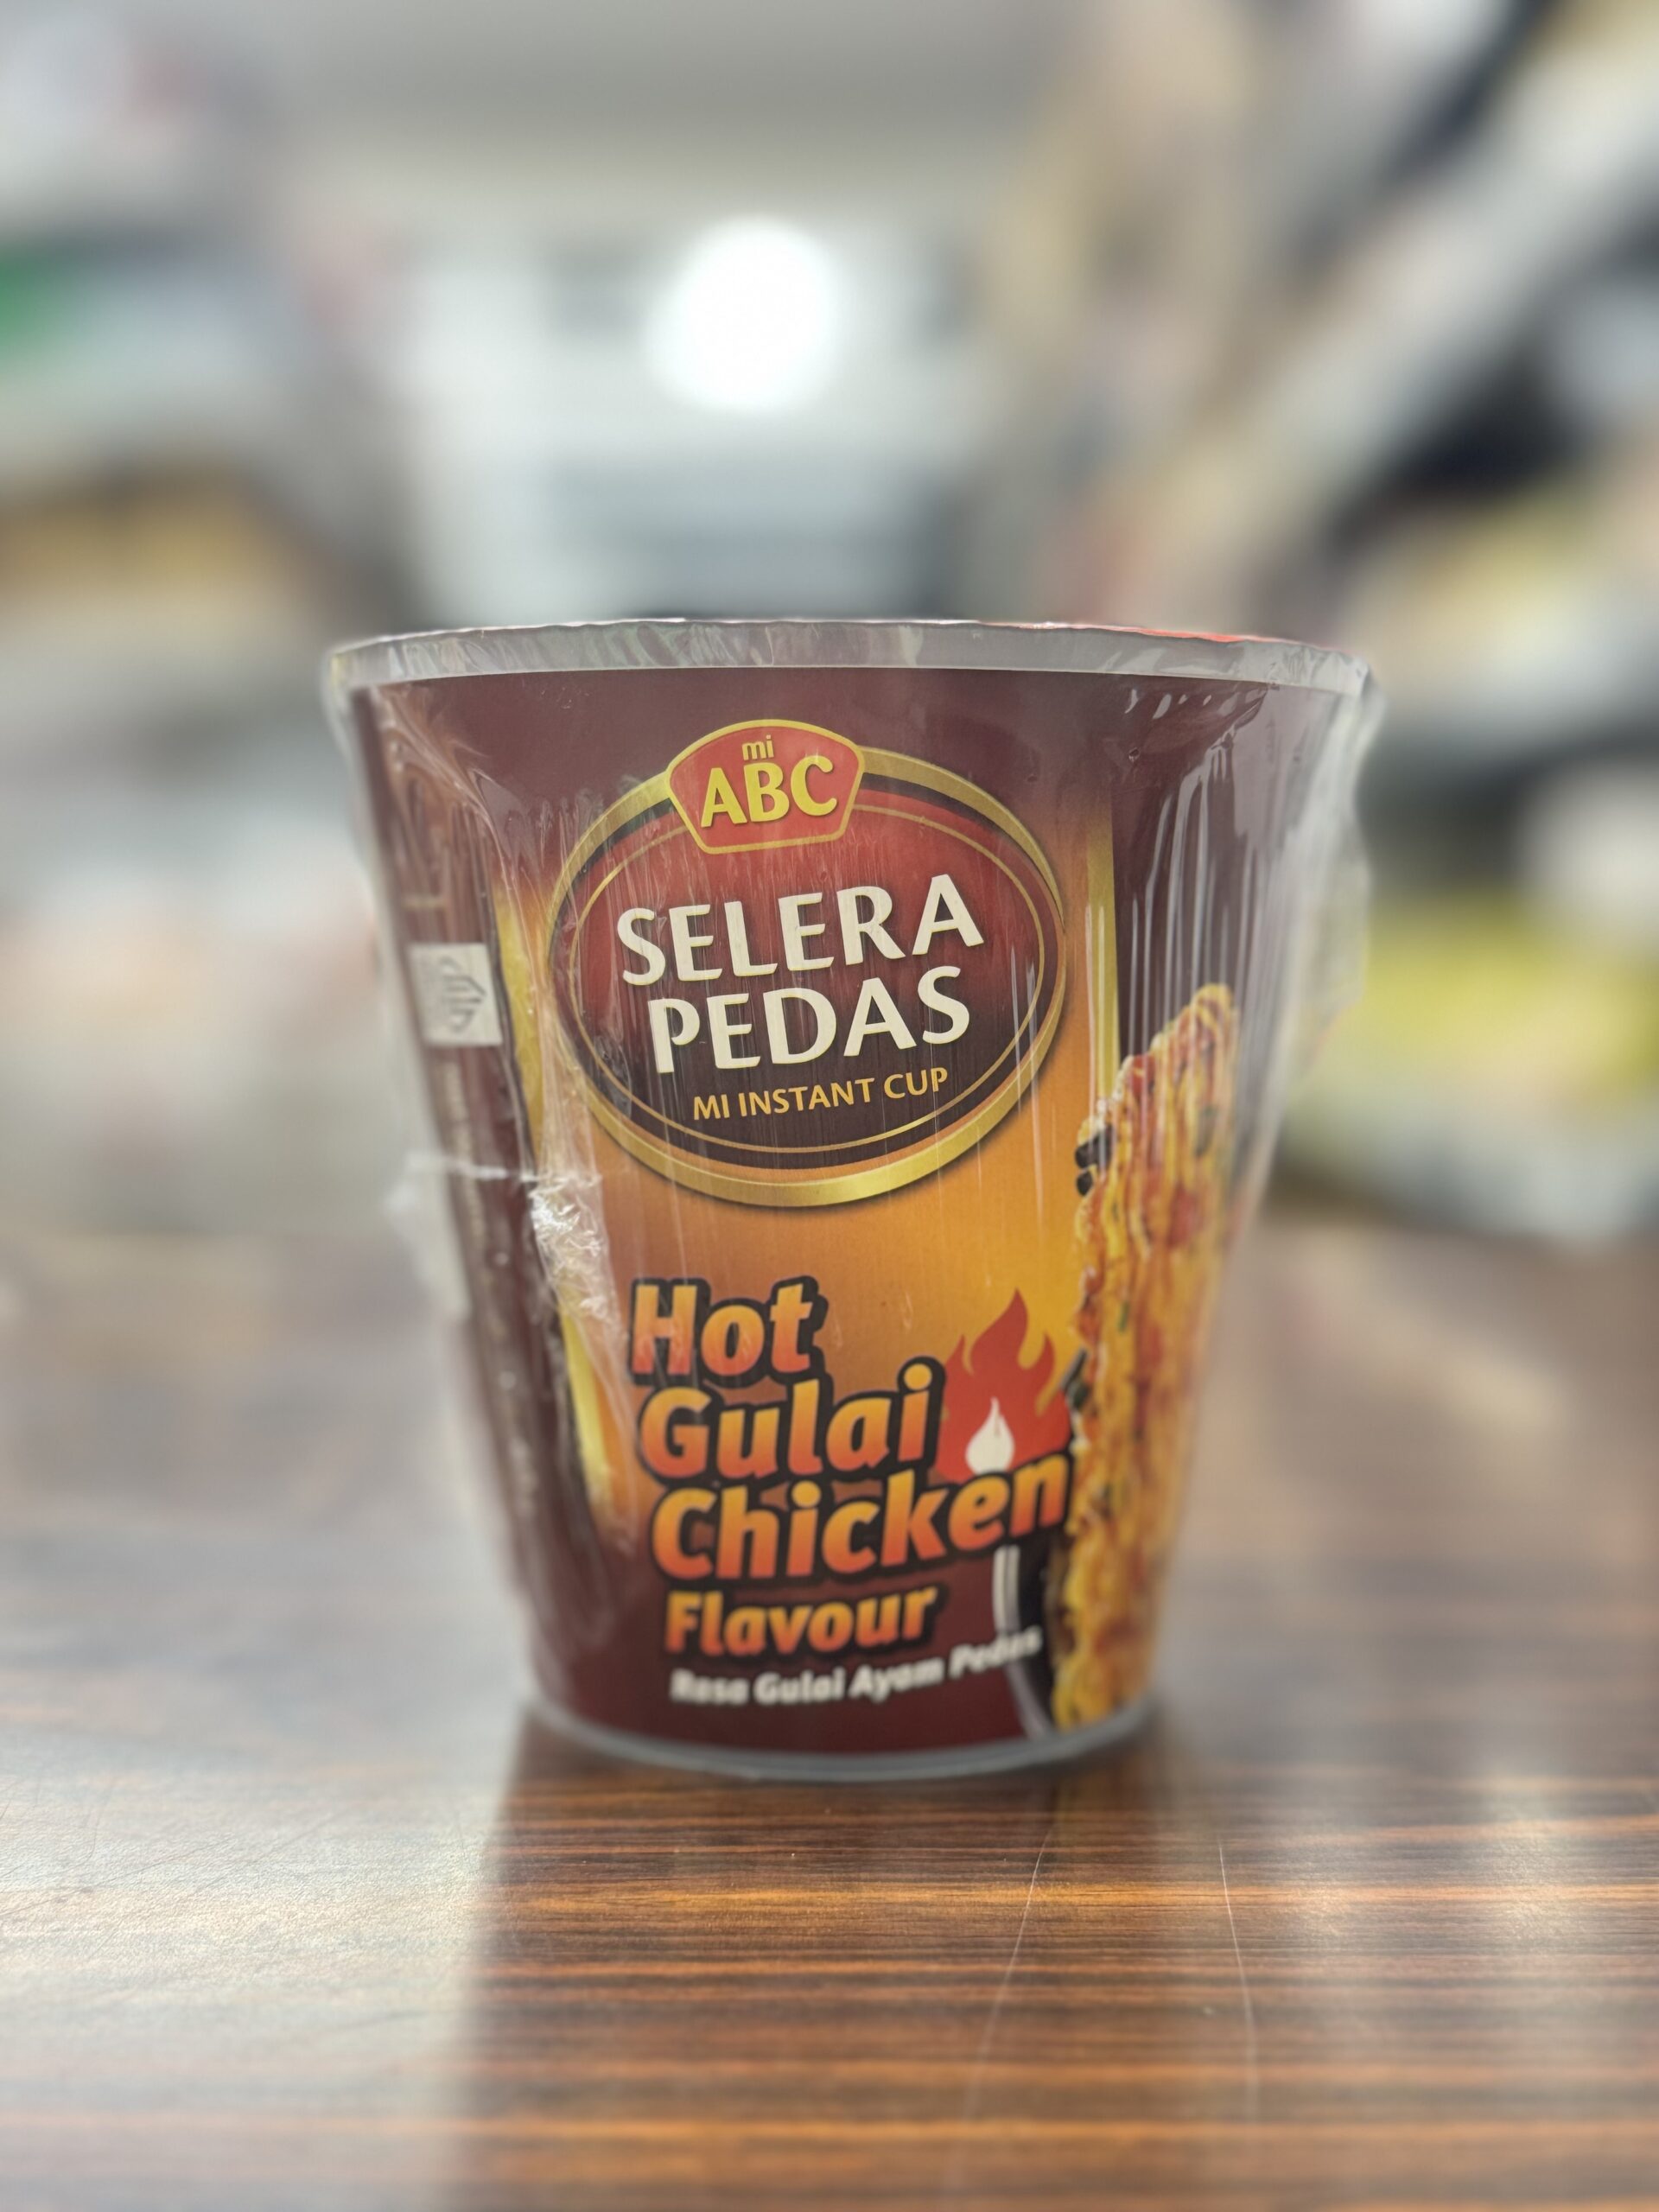 mi
ABC
SELERA
PEDAS
MI INSTANT CUP
Hot
Gulai
Chicken
Flavour
Rasa Gulai Ayam Pedas